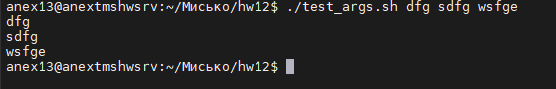 anex13@anextmshwsrv:~/Мисько/hw12$ ./test_args.sh dfg sdfg wsfge
dfg
sdfg
wsfge
anex13@anextmshwsrv:~/Мисько/hw12$